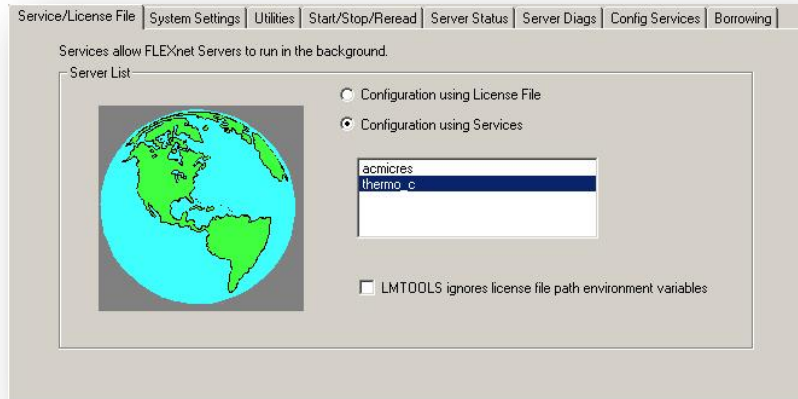 Service/License File System Settings Utilities Start/Stop/Reread Server Status Server Diags Config Services Borrowing
Services allow FLEXnet Servers to run in the background.
Server List
Configuration using License File
Configuration using Services
acmicres
thermo_c
LMTOOLS ignores license file path environment variables